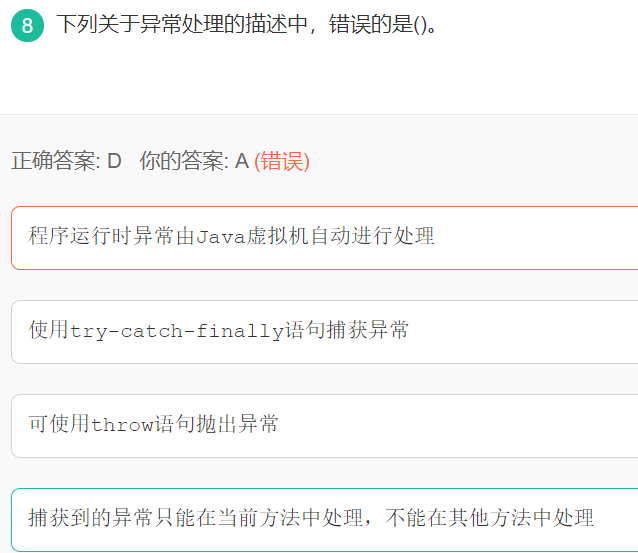 8 下列关于异常处理的描述中，错误的是()。
正确答案: D 你的答案: A (错误)
程序运行时异常由Java虚拟机自动进行处理
使用try-catch-finally语句捕获异常
可使用throw语句抛出异常
捕获到的异常只能在当前方法中处理，不能在其他方法中处理